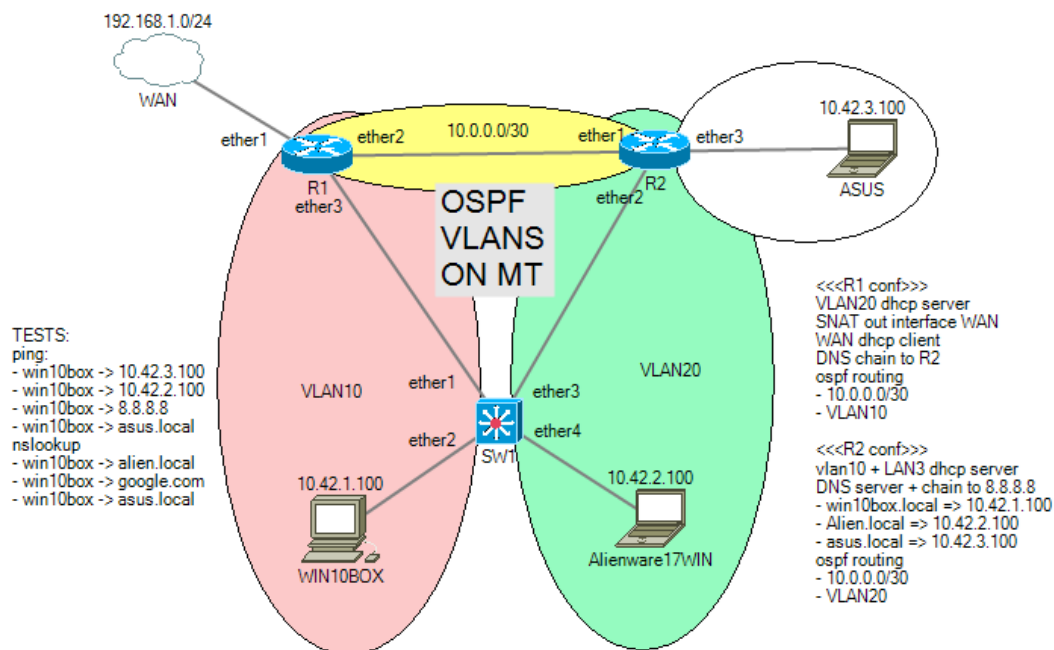 192.168.1.0/24
WAN
ether1
ether2
10.0.0.0/30
ether1
ether3
10.42.3.100
R1
R2
ASUS
ether3
ether2
OSPF
VLANS
ON MT
<<<R1 conf>>>
VLAN20 dhcp server
SNAT out interface WAN
WAN dhcp client
DNS chain to R2
ospf routing
- 10.0.0.0/30
- VLAN10
TESTS:
ping:
- win10box -> 10.42.3.100
- win10box -> 10.42.2.100
- win10box -> 8.8.8.8
- win10box -> asus.local
nslookup
- win10box -> alien.local
- win10box -> google.com
- win10box -> asus.local
VLAN10
VLAN20
ether1
ether3
ether2
ether4
SW1
10.42.1.100
10.42.2.100
WIN10BOX
Alienware17WIN
<<<R2 conf>>>
vlan10 + LAN3 dhcp server
DNS server + chain to 8.8.8.8
- win10box.local => 10.42.1.100
- Alien.local => 10.42.2.100
- asus.local => 10.42.3.100
ospf routing
- 10.0.0.0/30
- VLAN20